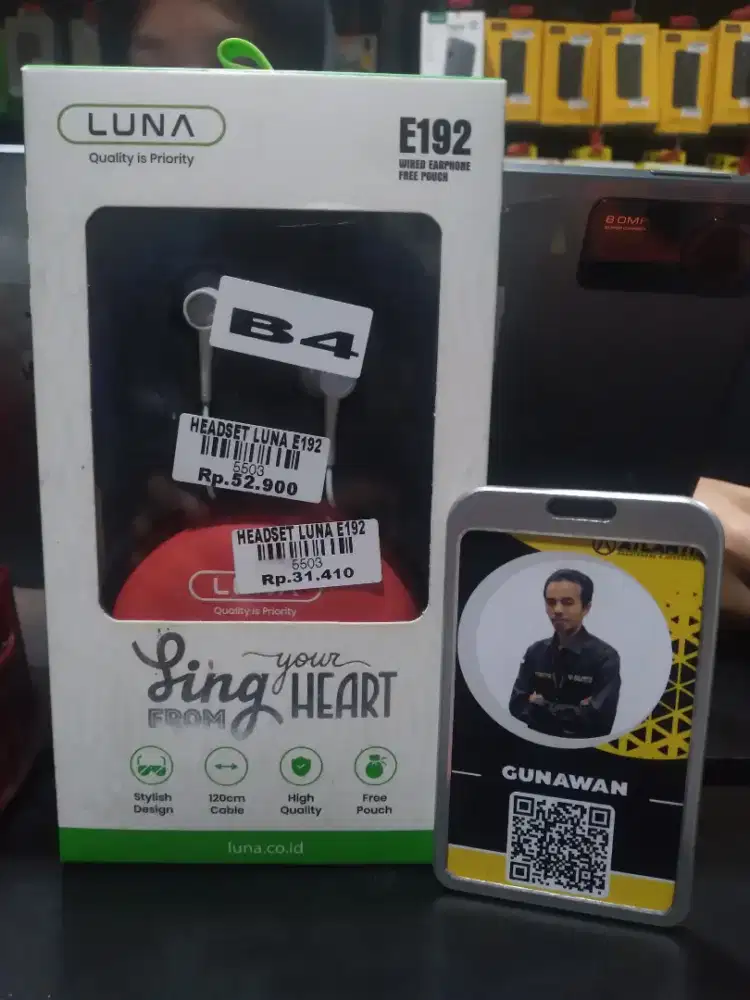 LUNA
Quality is Priority
E192
WIRED EARPHONE
FREE POUCH
B4
HEADSET LUNA E192
5503
Rp.52.900
HEADSET LUNA E192
5503
Rp.31.410
Quality is Priority
Sing your
FROM HEART
Stylish
Design
120cm
Cable
High
Quality
Free
Pouch
luna.co.id
GUNAWAN